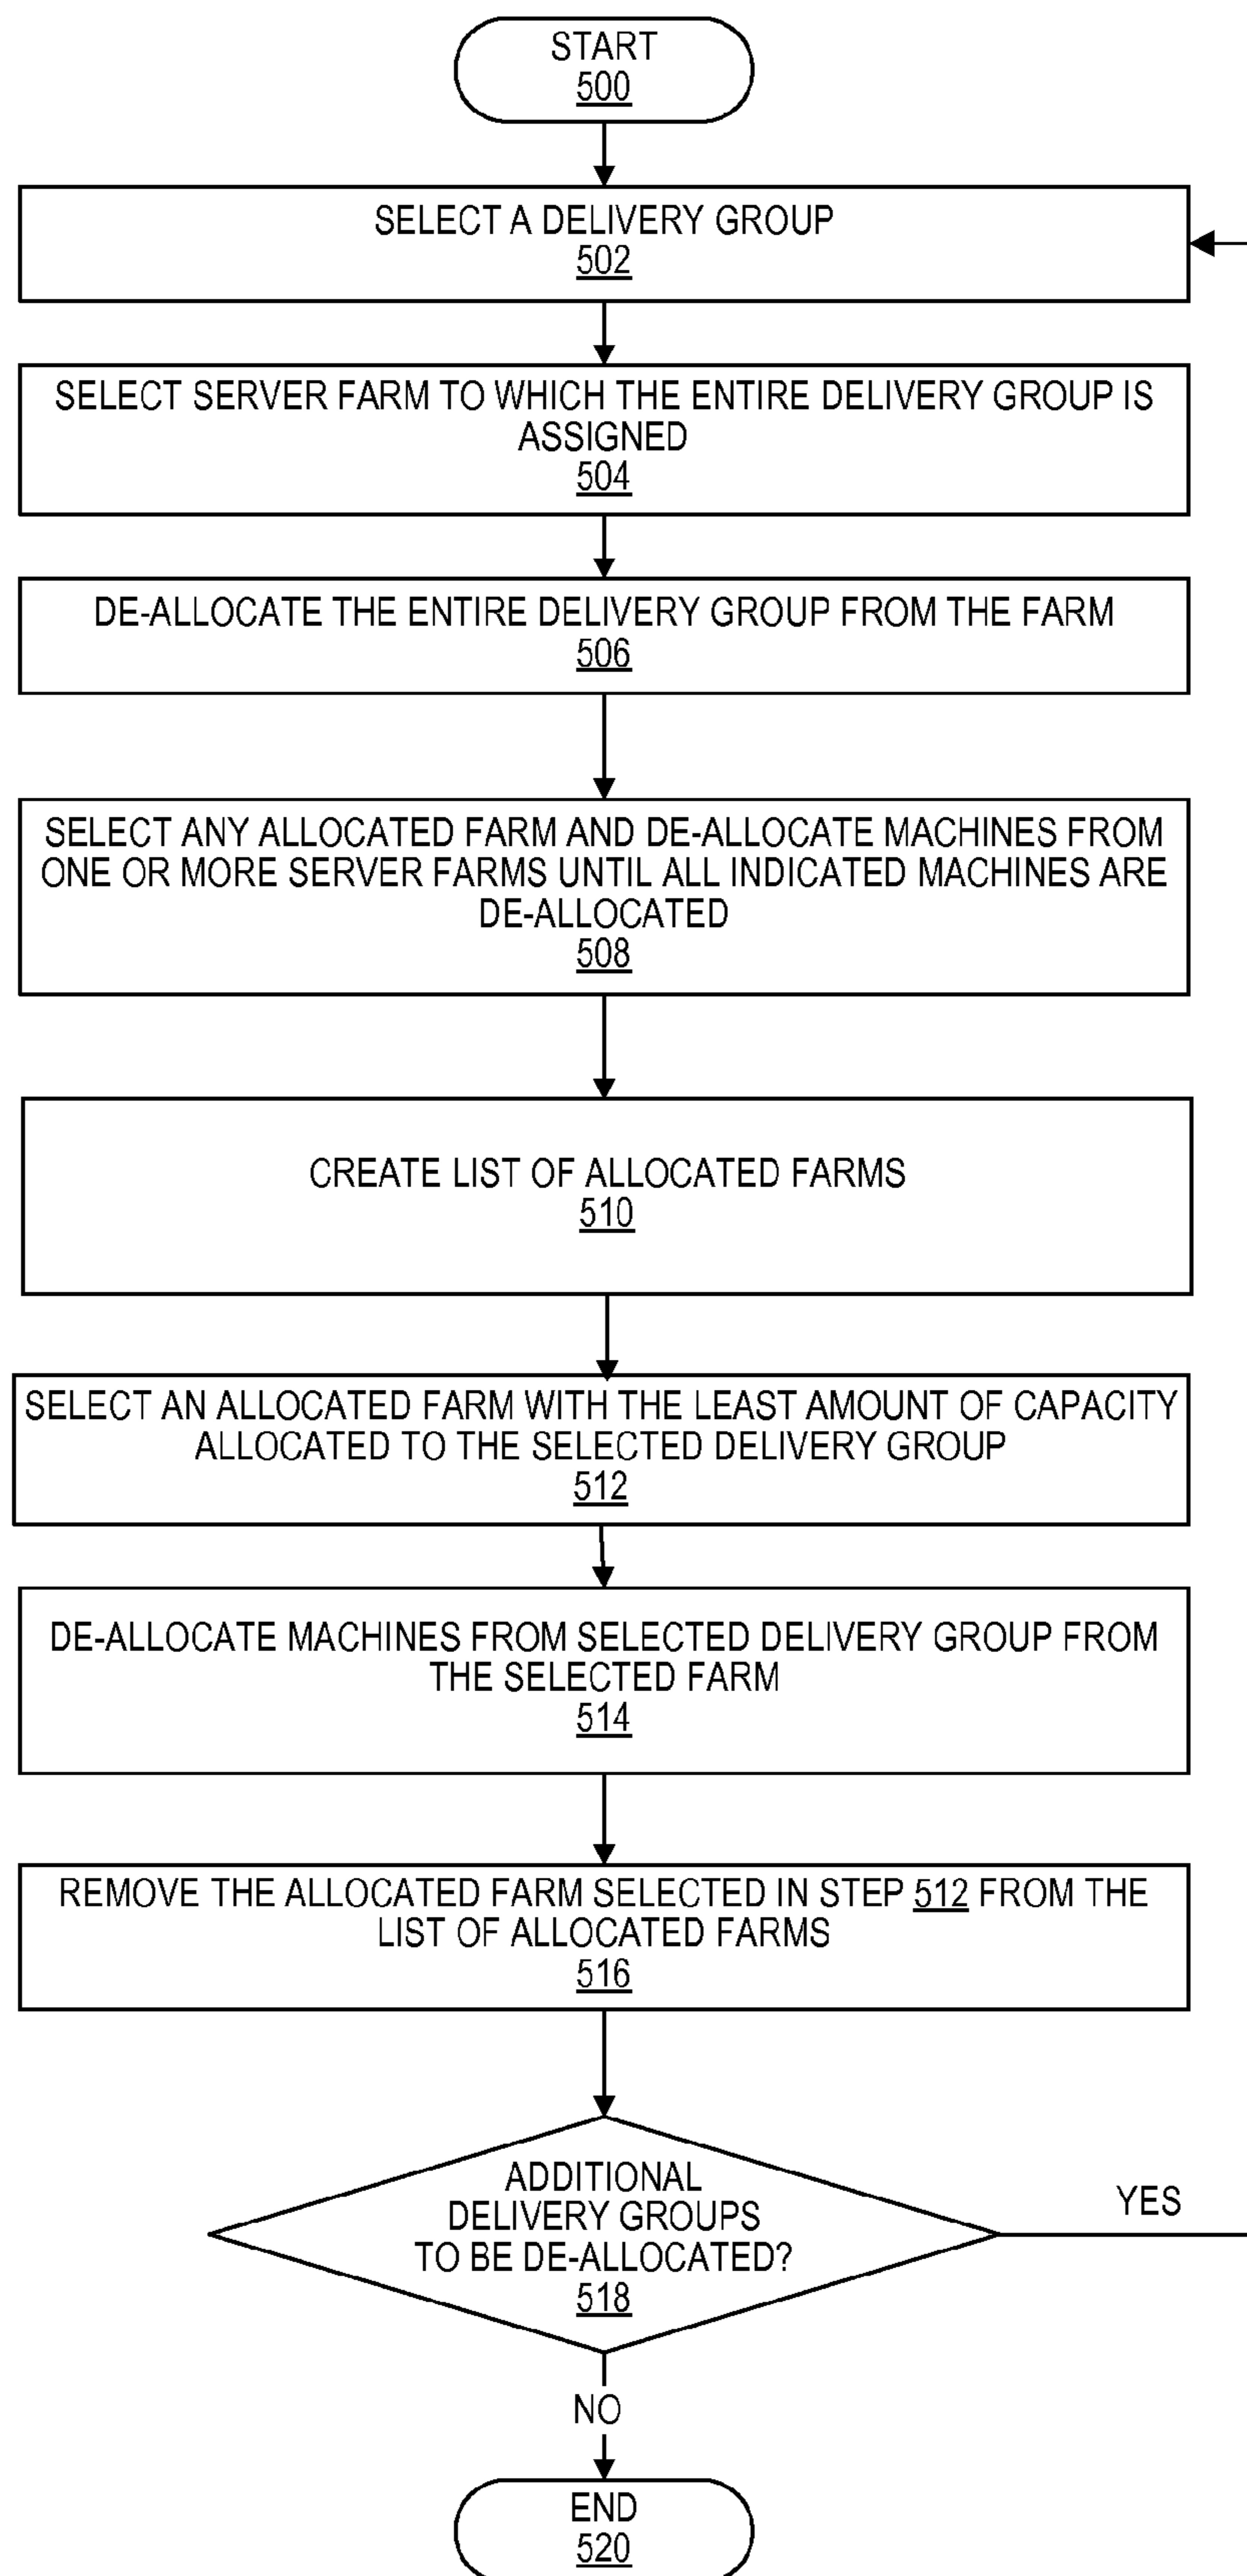 START
500
SELECT A DELIVERY GROUP
502
SELECT SERVER FARM TO WHICH THE ENTIRE DELIVERY GROUP IS
ASSIGNED
504
DE-ALLOCATE THE ENTIRE DELIVERY GROUP FROM THE FARM
506
SELECT ANY ALLOCATED FARM AND DE-ALLOCATE MACHINES FROM
ONE OR MORE SERVER FARMS UNTIL ALL INDICATED MACHINES ARE
DE-ALLOCATED
508
CREATE LIST OF ALLOCATED FARMS
510
SELECT AN ALLOCATED FARM WITH THE LEAST AMOUNT OF CAPACITY
ALLOCATED TO THE SELECTED DELIVERY GROUP
512
DE-ALLOCATE MACHINES FROM SELECTED DELIVERY GROUP FROM
THE SELECTED FARM
514
REMOVE THE ALLOCATED FARM SELECTED IN STEP 512 FROM THE
LIST OF ALLOCATED FARMS
516
ADDITIONAL
DELIVERY GROUPS
TO BE DE-ALLOCATED?
518
YES
NO
END
520